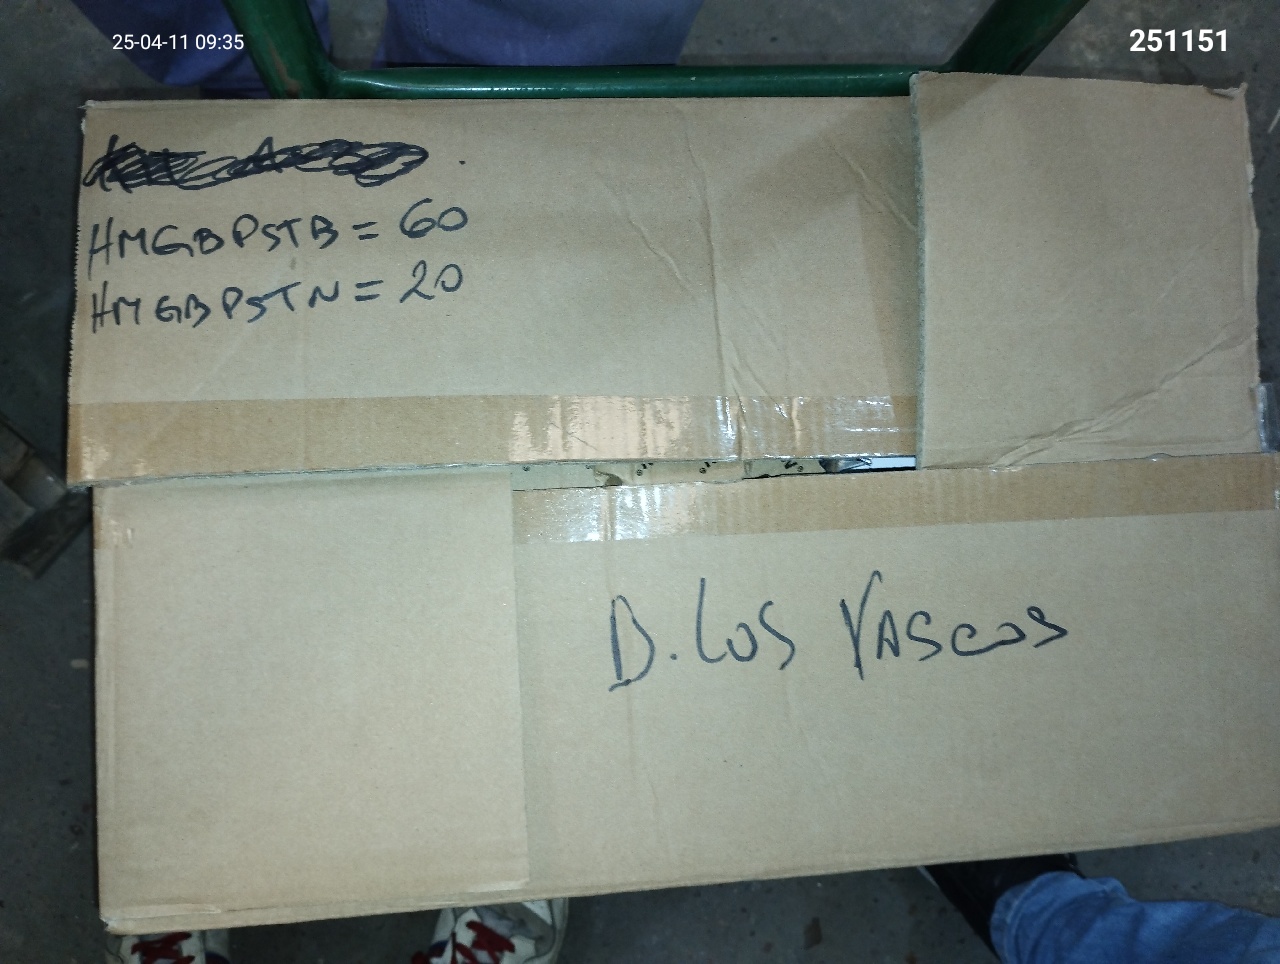 25-04-11 09:35
251151
HMGBPSTB = 60
HMGBPSTN = 20
B. LOS VASCOS